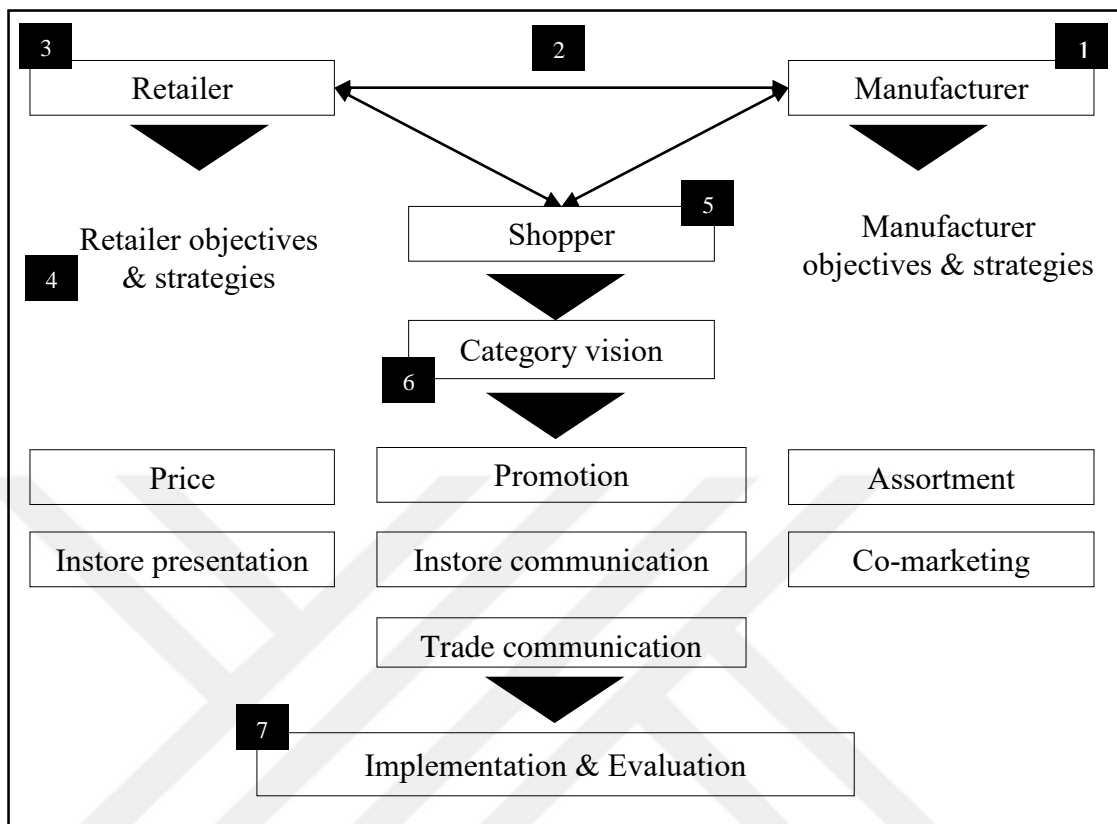 3
2
1
Retailer
Manufacturer
5
Shopper
4
Retailer objectives
& strategies
Manufacturer
objectives & strategies
Category vision
6
Price
Promotion
Assortment
Instore presentation
Instore communication
Co-marketing
Trade communication
7
Implementation & Evaluation